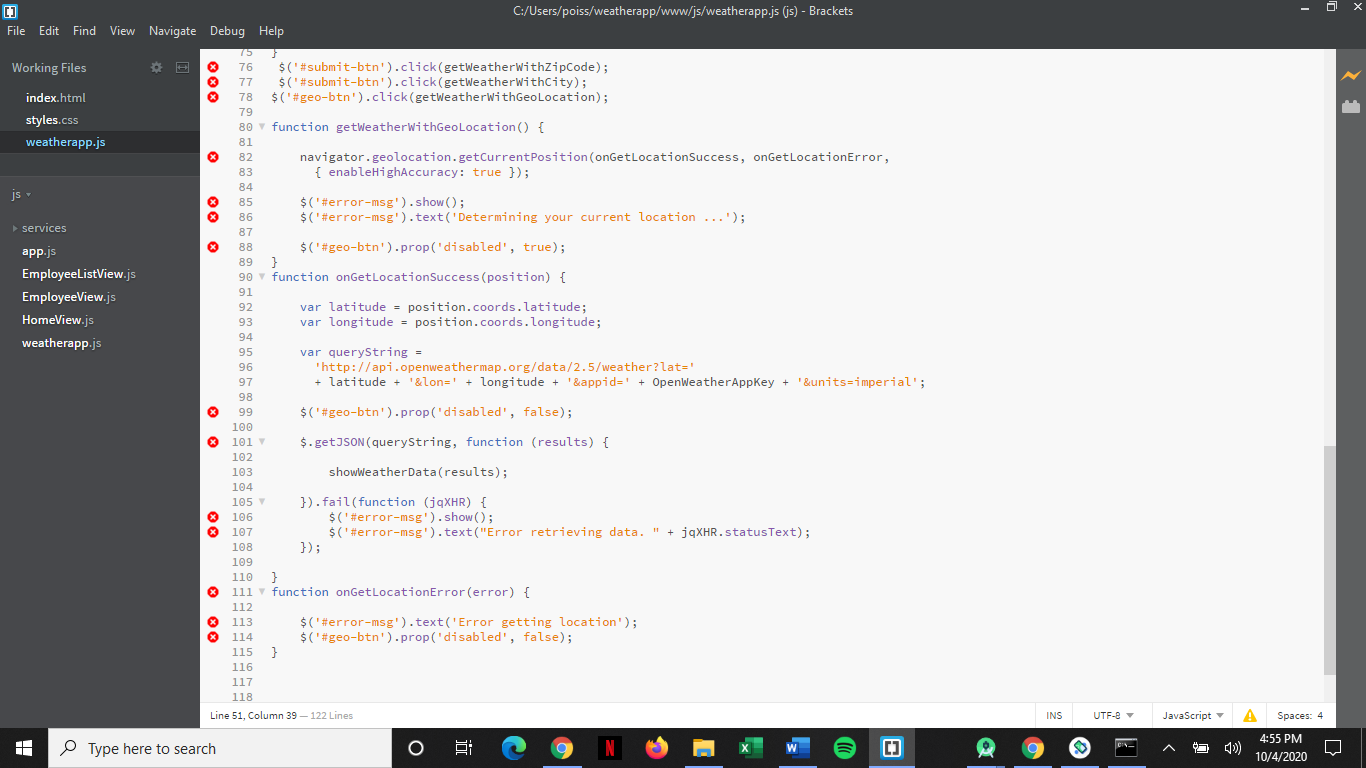 C:/Users/poiss/weatherapp/www/js/weatherapp.js (js) - Brackets
File Edit Find View Navigate Debug Help
Working Files
index.html
styles.css
weatherapp.js
js
services
app.js
EmployeeListView.js
EmployeeView.js
HomeView.js
weatherapp.js
75 }
76 $('#submit-btn').click(getWeatherWithZipCode);
77 $('#submit-btn').click(getWeatherWithCity);
78 $('#geo-btn').click(getWeatherWithGeoLocation);
79
80 function getWeatherWithGeoLocation() {
81
82 navigator.geolocation.getCurrentPosition(onGetLocationSuccess, onGetLocationError,
83 { enableHighAccuracy: true });
84
85 $('#error-msg').show();
86 $('#error-msg').text('Determining your current location ...');
87
88 $('#geo-btn').prop('disabled', true);
89 }
90 function onGetLocationSuccess(position) {
91
92 var latitude = position.coords.latitude;
93 var longitude = position.coords.longitude;
94
95 var queryString =
96 'http://api.openweathermap.org/data/2.5/weather?lat='
97 + latitude + '&lon=' + longitude + '&appid=' + OpenWeatherAppKey + '&units=imperial';
98
99 $('#geo-btn').prop('disabled', false);
100
101 $.getJSON(queryString, function (results) {
102
103 showWeatherData(results);
104
105 }).fail(function (jqXHR) {
106 $('#error-msg').show();
107 $('#error-msg').text("Error retrieving data. " + jqXHR.statusText);
108 });
109
110 }
111 function onGetLocationError(error) {
112
113 $('#error-msg').text('Error getting location');
114 $('#geo-btn').prop('disabled', false);
115 }
116
117
118
Line 51, Column 39 — 122 Lines
INS UTF-8 JavaScript Spaces: 4
Type here to search
4:55 PM
10/4/2020